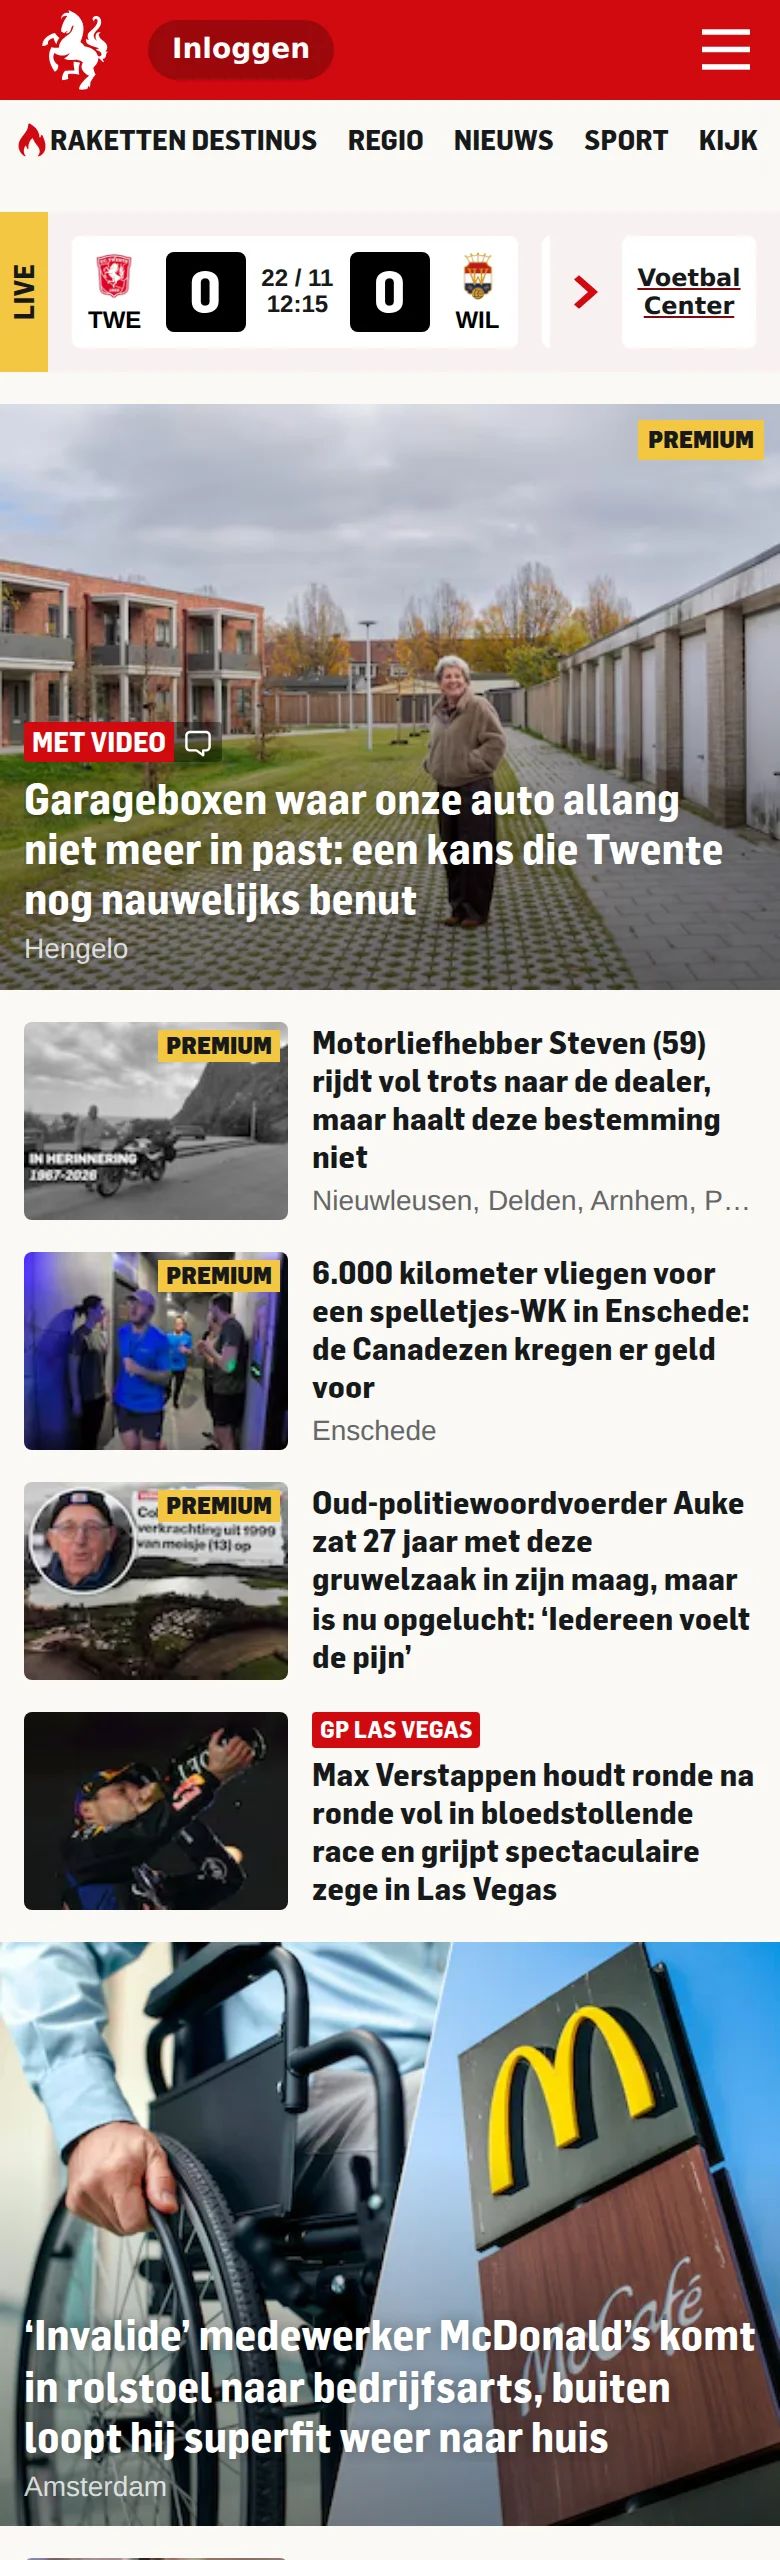 Inloggen
RAKETTEN DESTINUS REGIO NIEUWS SPORT KIJK
LIVE
TWE
0
22 / 11
12:15
0
WIL
Voetbal
Center
PREMIUM
MET VIDEO
Garageboxen waar onze auto allang
niet meer in past: een kans die Twente
nog nauwelijks benut
Hengelo
PREMIUM
IN HERINNERING
1967-2026
Motorliefhebber Steven (59)
rijdt vol trots naar de dealer,
maar haalt deze bestemming
niet
Nieuwleusen, Delden, Arnhem, P…
PREMIUM
6.000 kilometer vliegen voor
een spelletjes-WK in Enschede:
de Canadezen kregen er geld
voor
Enschede
PREMIUM
verkrachting uit 1999
van meisje (13) op
Oud-politiewoordvoerder Auke
zat 27 jaar met deze
gruwelzaak in zijn maag, maar
is nu opgelucht: ‘Iedereen voelt
de pijn’
GP LAS VEGAS
Max Verstappen houdt ronde na
ronde vol in bloedstollende
race en grijpt spectaculaire
zege in Las Vegas
McCafé
‘Invalide’ medewerker McDonald’s komt
in rolstoel naar bedrijfsarts, buiten
loopt hij superfit weer naar huis
Amsterdam